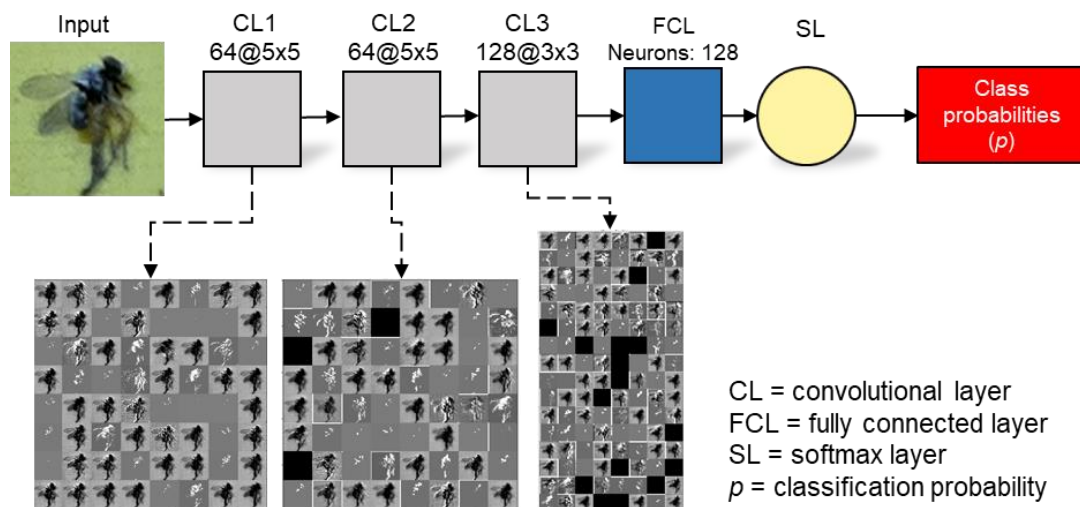 Input
CL1
64@5x5
CL2
64@5x5
CL3
128@3x3
FCL
Neurons: 128
SL
Class
probabilities
(p)
CL = convolutional layer
FCL = fully connected layer
SL = softmax layer
p = classification probability